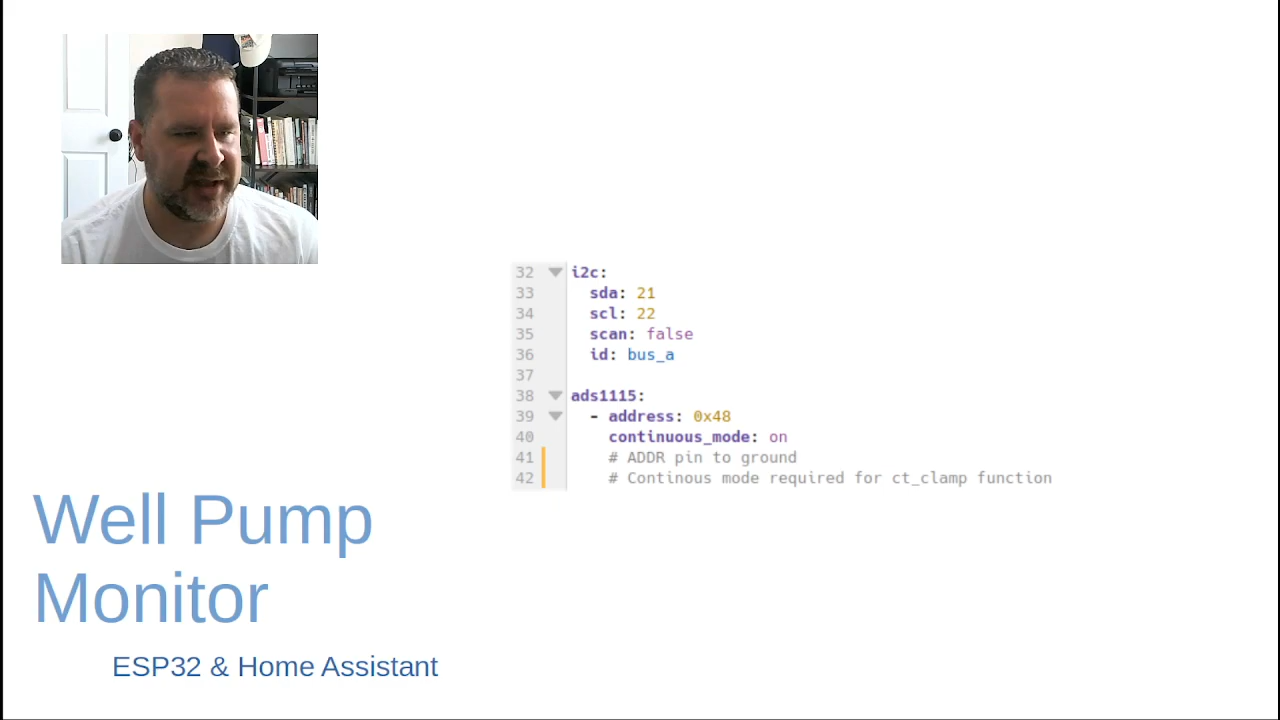 32 i2c:
33 sda: 21
34 scl: 22
35 scan: false
36 id: bus_a
37
38 ads1115:
39 - address: 0x48
40 continuous_mode: on
41 # ADDR pin to ground
42 # Continous mode required for ct_clamp function
Well Pump
Monitor
ESP32 & Home Assistant